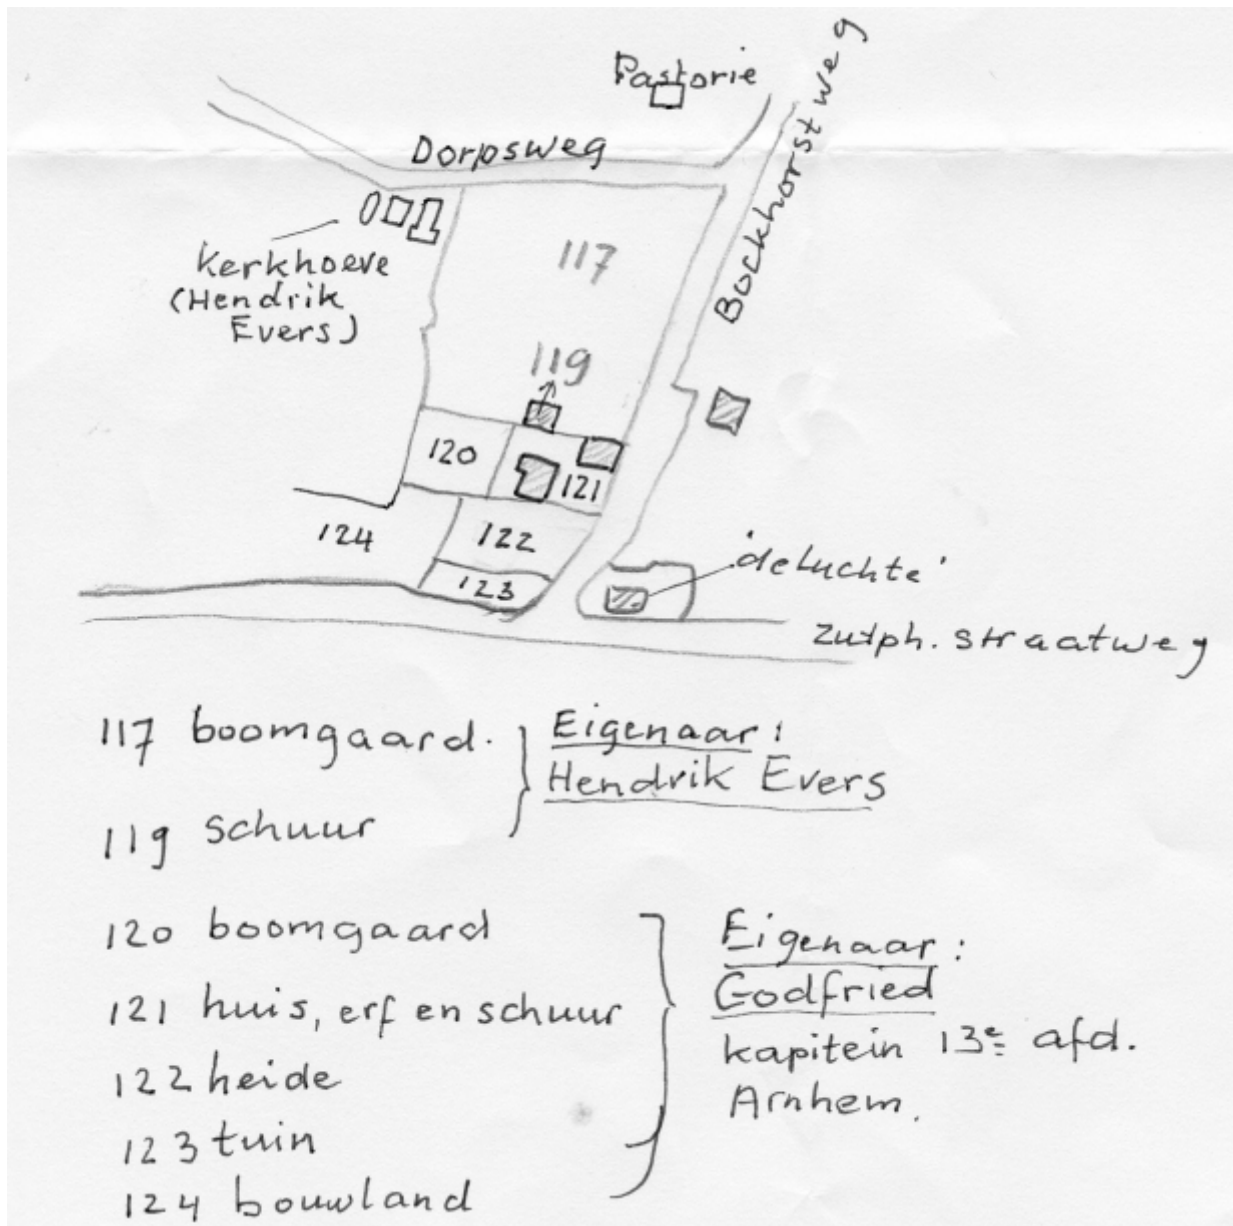 Pastorie
Dorpsweg
Bockhorstweg
Kerkhoeve
(Hendrik
Evers)
117
119
120
121
124
122
123
'de Luchte'
Zutph. straatweg
117 boomgaard.
Eigenaar:
Hendrik Evers
119 schuur
120 boomgaard
121 huis, erf en schuur
122 heide
123 tuin
124 bouwland
Eigenaar:
Godfried
kapitein 13e afd.
Arnhem.